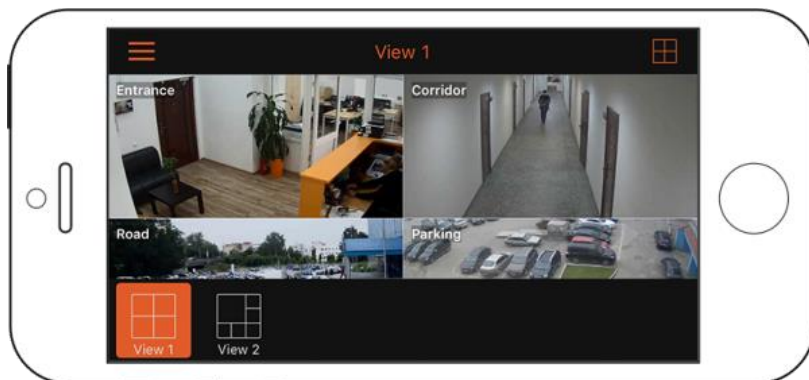 View 1
Entrance
Corridor
Road
Parking
View 1
View 2